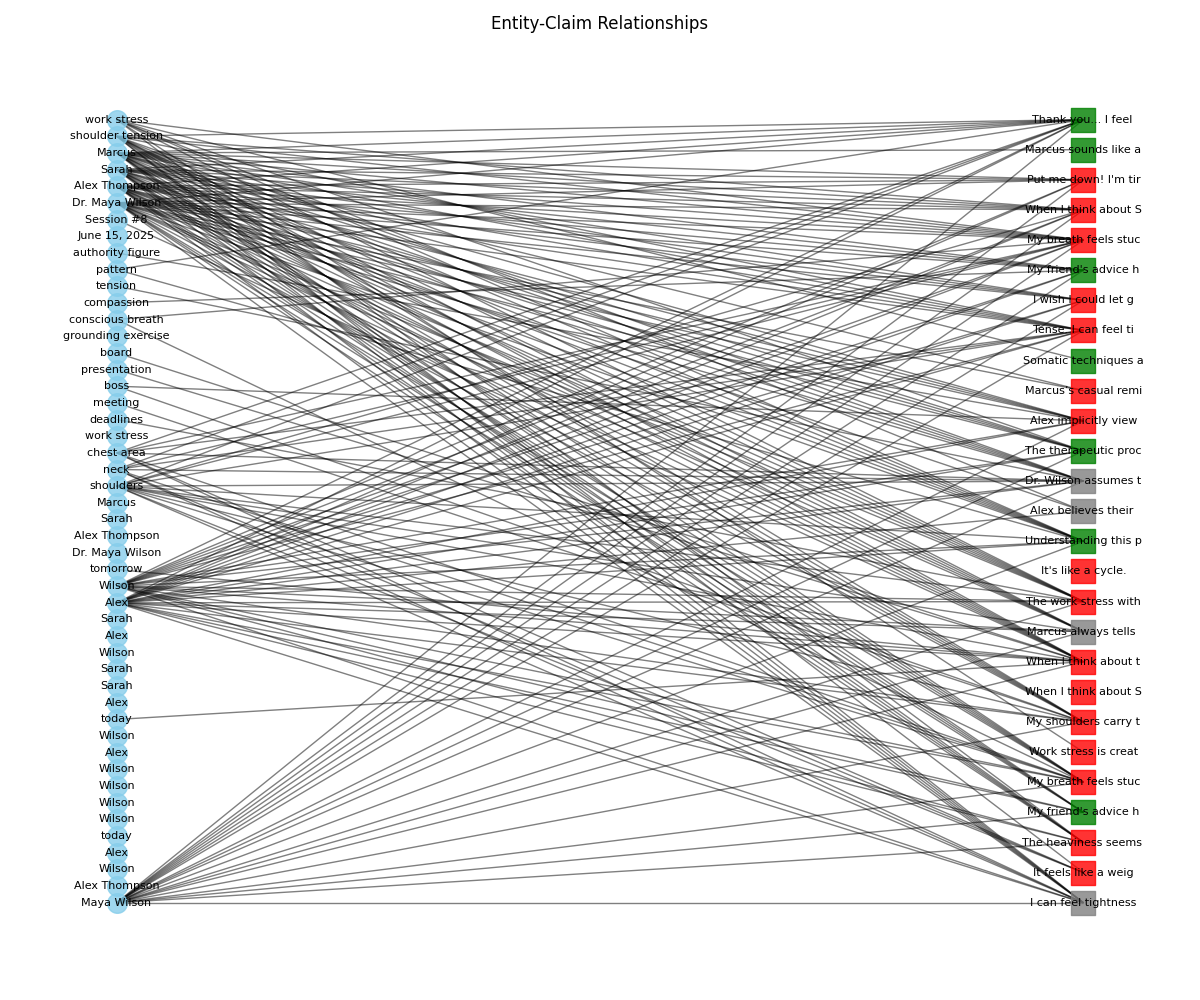 Entity-Claim Relationships
work stress
shoulder tension
Marcus
Sarah
Alex Thompson
Dr. Maya Wilson
Session #8
June 15, 2025
authority figure
pattern
tension
compassion
conscious breath
grounding exercise
board
presentation
boss
meeting
deadlines
work stress
chest area
neck
shoulders
Marcus
Sarah
Alex Thompson
Dr. Maya Wilson
tomorrow
Wilson
Alex
Sarah
Alex
Wilson
Sarah
Sarah
Alex
today
Wilson
Alex
Wilson
Wilson
Wilson
Wilson
today
Alex
Wilson
Alex Thompson
Maya Wilson
Thank you... I feel
Marcus sounds like a
Put me down! I'm tir
When I think about S
My breath feels stuc
My friend's advice h
I wish I could let g
Tense. I can feel ti
Somatic techniques a
Marcus's casual remi
Alex implicitly view
The therapeutic proc
Dr. Wilson assumes t
Alex believes their
Understanding this p
It's like a cycle.
The work stress with
Marcus always tells
When I think about t
When I think about S
My shoulders carry t
Work stress is creat
My breath feels stuc
My friend's advice h
The heaviness seems
It feels like a weig
I can feel tightness